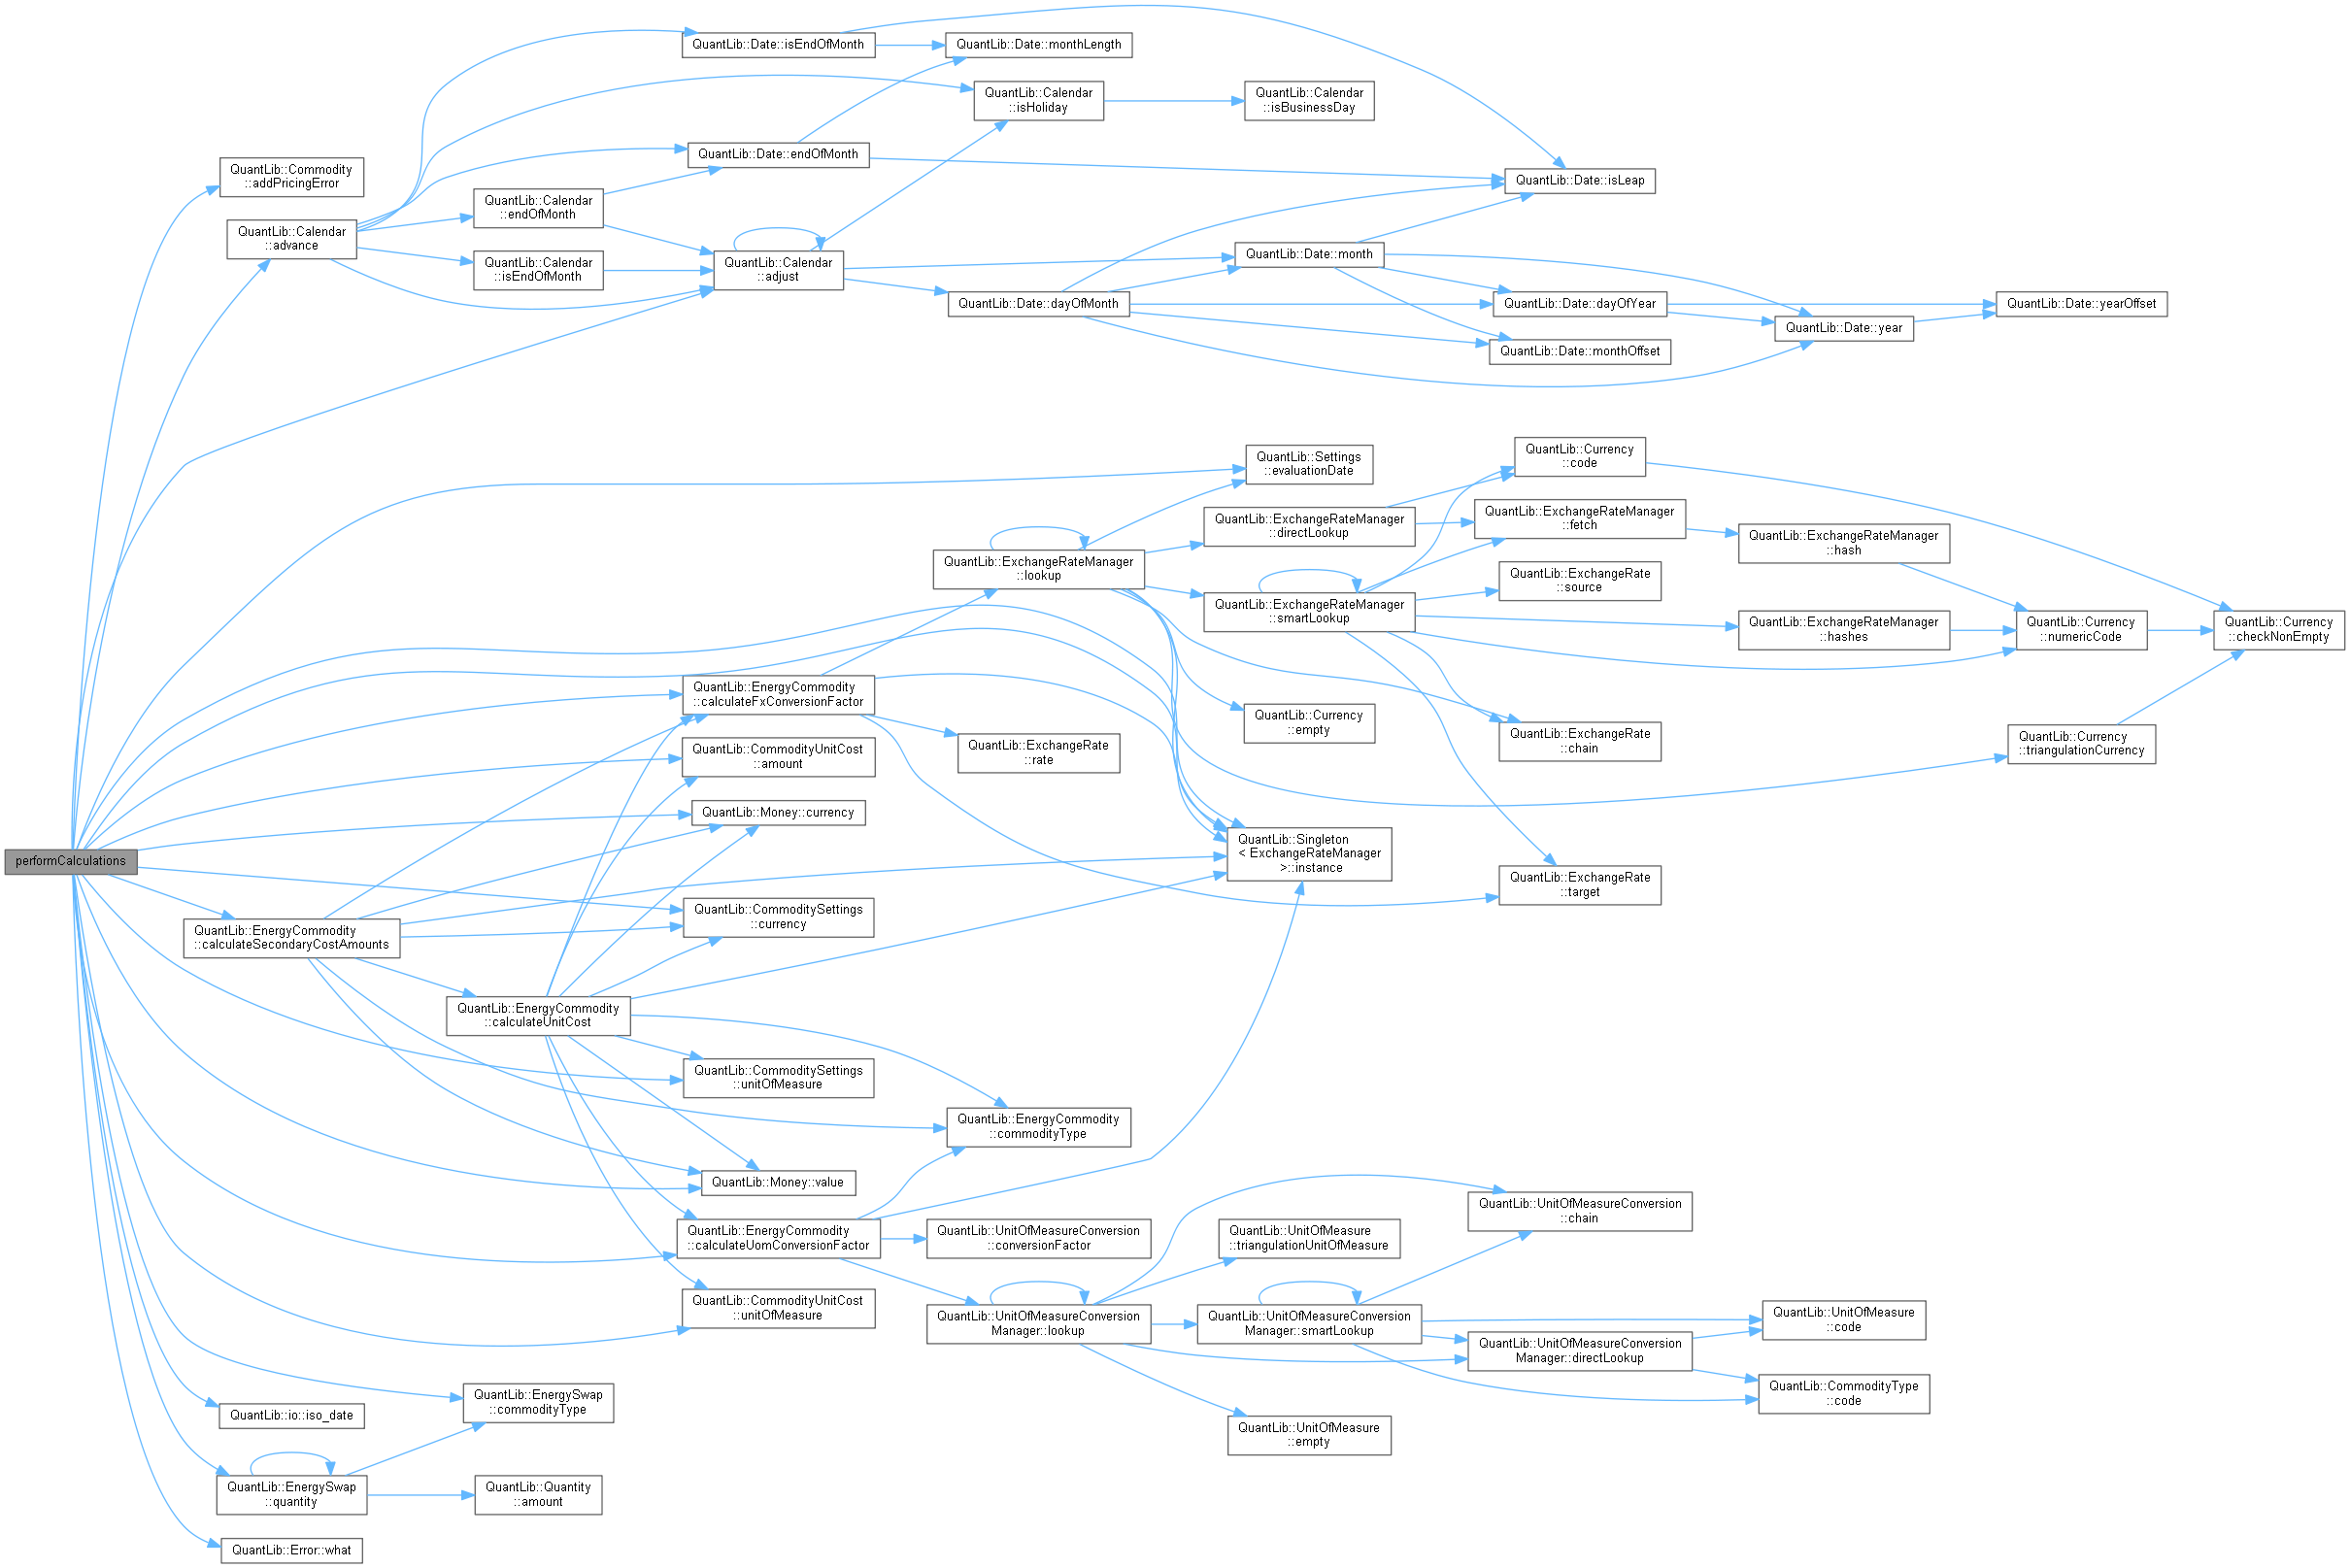 QuantLib::Date::isEndOfMonth
QuantLib::Date::monthLength
QuantLib::Calendar
::isHoliday
QuantLib::Calendar
::isBusinessDay
QuantLib::Date::endOfMonth
QuantLib::Commodity
::addPricingError
QuantLib::Date::isLeap
QuantLib::Calendar
::endOfMonth
QuantLib::Calendar
::advance
QuantLib::Calendar
::isEndOfMonth
QuantLib::Calendar
::adjust
QuantLib::Date::month
QuantLib::Date::dayOfMonth
QuantLib::Date::dayOfYear
QuantLib::Date::yearOffset
QuantLib::Date::year
QuantLib::Date::monthOffset
QuantLib::Settings
::evaluationDate
QuantLib::Currency
::code
QuantLib::ExchangeRateManager
::directLookup
QuantLib::ExchangeRateManager
::fetch
QuantLib::ExchangeRateManager
::hash
QuantLib::ExchangeRateManager
::lookup
QuantLib::ExchangeRate
::source
QuantLib::ExchangeRateManager
::smartLookup
QuantLib::ExchangeRateManager
::hashes
QuantLib::Currency
::numericCode
QuantLib::Currency
::checkNonEmpty
QuantLib::EnergyCommodity
::calculateFxConversionFactor
QuantLib::Currency
::empty
QuantLib::ExchangeRate
::chain
QuantLib::Currency
::triangulationCurrency
QuantLib::CommodityUnitCost
::amount
QuantLib::ExchangeRate
::rate
QuantLib::Money::currency
QuantLib::Singleton
< ExchangeRateManager
>::instance
performCalculations
QuantLib::ExchangeRate
::target
QuantLib::CommoditySettings
::currency
QuantLib::EnergyCommodity
::calculateSecondaryCostAmounts
QuantLib::EnergyCommodity
::calculateUnitCost
QuantLib::CommoditySettings
::unitOfMeasure
QuantLib::EnergyCommodity
::commodityType
QuantLib::Money::value
QuantLib::UnitOfMeasureConversion
::chain
QuantLib::EnergyCommodity
::calculateUomConversionFactor
QuantLib::UnitOfMeasureConversion
::conversionFactor
QuantLib::UnitOfMeasure
::triangulationUnitOfMeasure
QuantLib::CommodityUnitCost
::unitOfMeasure
QuantLib::UnitOfMeasureConversion
Manager::lookup
QuantLib::UnitOfMeasureConversion
Manager::smartLookup
QuantLib::UnitOfMeasure
::code
QuantLib::UnitOfMeasureConversion
Manager::directLookup
QuantLib::CommodityType
::code
QuantLib::EnergySwap
::commodityType
QuantLib::io::iso_date
QuantLib::UnitOfMeasure
::empty
QuantLib::EnergySwap
::quantity
QuantLib::Quantity
::amount
QuantLib::Error::what